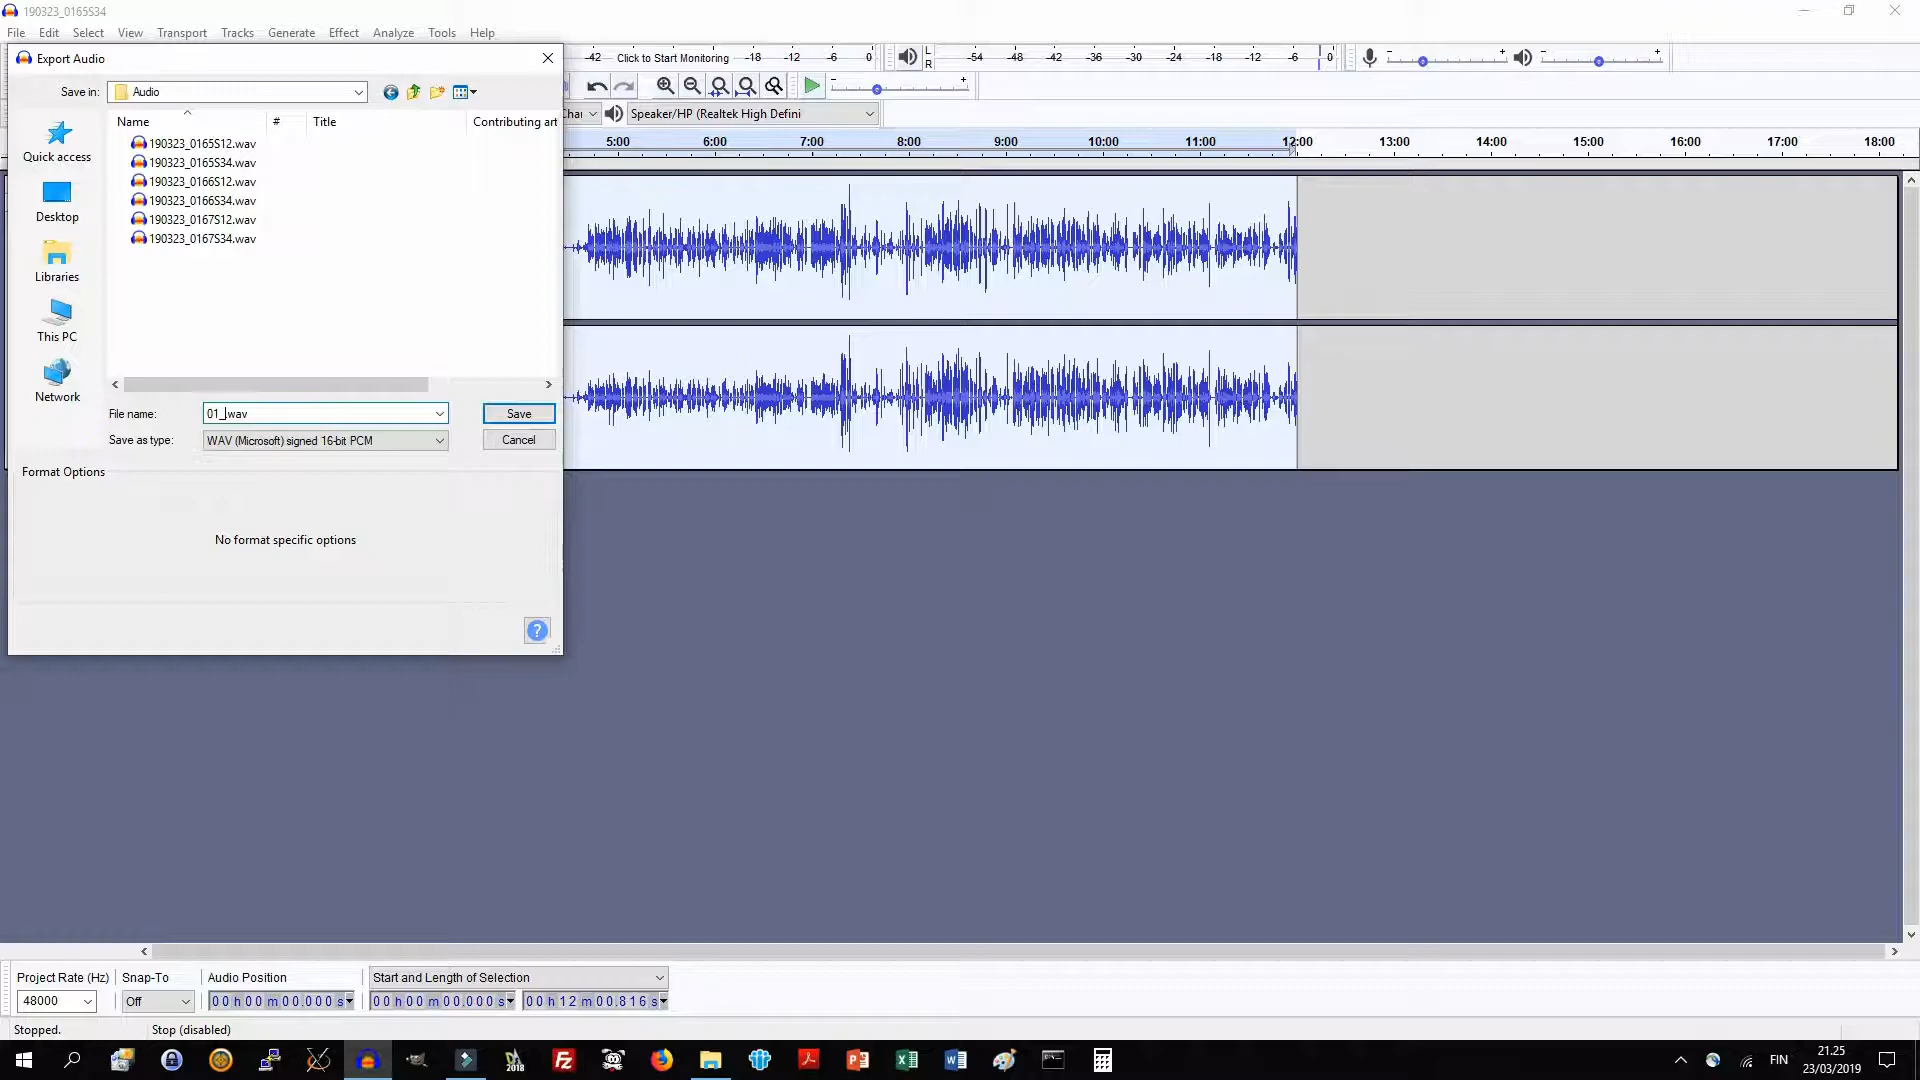 190323_0165S34
File Edit Select View Transport Tracks Generate Effect Analyze Tools Help
Export Audio
Save in: Audio
Name # Title Contributing art
190323_0165S12.wav
190323_0165S34.wav
190323_0166S12.wav
190323_0166S34.wav
190323_0167S12.wav
190323_0167S34.wav
Quick access
Desktop
Libraries
This PC
Network
File name: 01_.wav
Save
Save as type: WAV (Microsoft) signed 16-bit PCM
Cancel
Format Options
No format specific options
?
-42 Click to Start Monitoring -18 -12 -6 0
L
R
-54 -48 -42 -36 -30 -24 -18 -12 -6 0
- +
- +
- +
Speaker/HP (Realtek High Defini
5:00 6:00 7:00 8:00 9:00 10:00 11:00 12:00 13:00 14:00 15:00 16:00 17:00 18:00
Project Rate (Hz) Snap-To Audio Position Start and Length of Selection
48000 Off 00 h 00 m 00.000 s 00 h 00 m 00.000 s 00 h 12 m 00.816 s
Stopped. Stop (disabled)
2018
FIN
21.25
23/03/2019